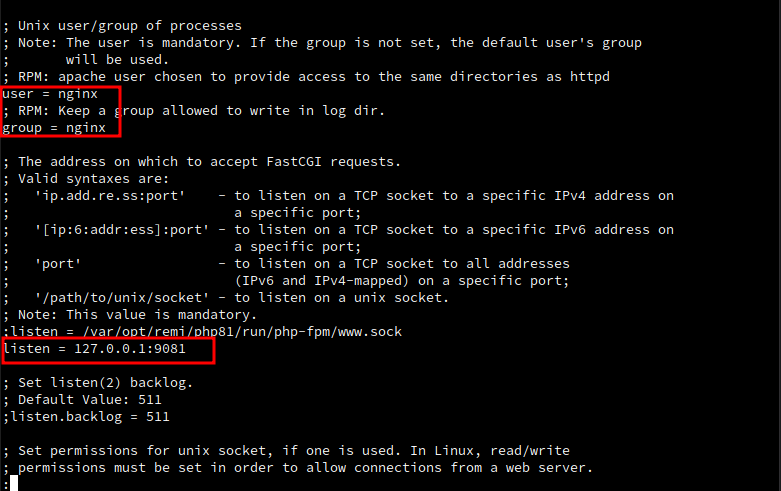 ; Unix user/group of processes
; Note: The user is mandatory. If the group is not set, the default user's group
;       will be used.
; RPM: apache user chosen to provide access to the same directories as httpd
user = nginx
; RPM: Keep a group allowed to write in log dir.
group = nginx

; The address on which to accept FastCGI requests.
; Valid syntaxes are:
;   'ip.add.re.ss:port'    - to listen on a TCP socket to a specific IPv4 address on
;                            a specific port;
;   '[ip:6:addr:ess]:port' - to listen on a TCP socket to a specific IPv6 address on
;                            a specific port;
;   'port'                 - to listen on a TCP socket to all addresses
;                            (IPv6 and IPv4-mapped) on a specific port;
;   '/path/to/unix/socket' - to listen on a unix socket.
; Note: This value is mandatory.
;listen = /var/opt/remi/php81/run/php-fpm/www.sock
listen = 127.0.0.1:9081

; Set listen(2) backlog.
; Default Value: 511
;listen.backlog = 511

; Set permissions for unix socket, if one is used. In Linux, read/write
; permissions must be set in order to allow connections from a web server.
: